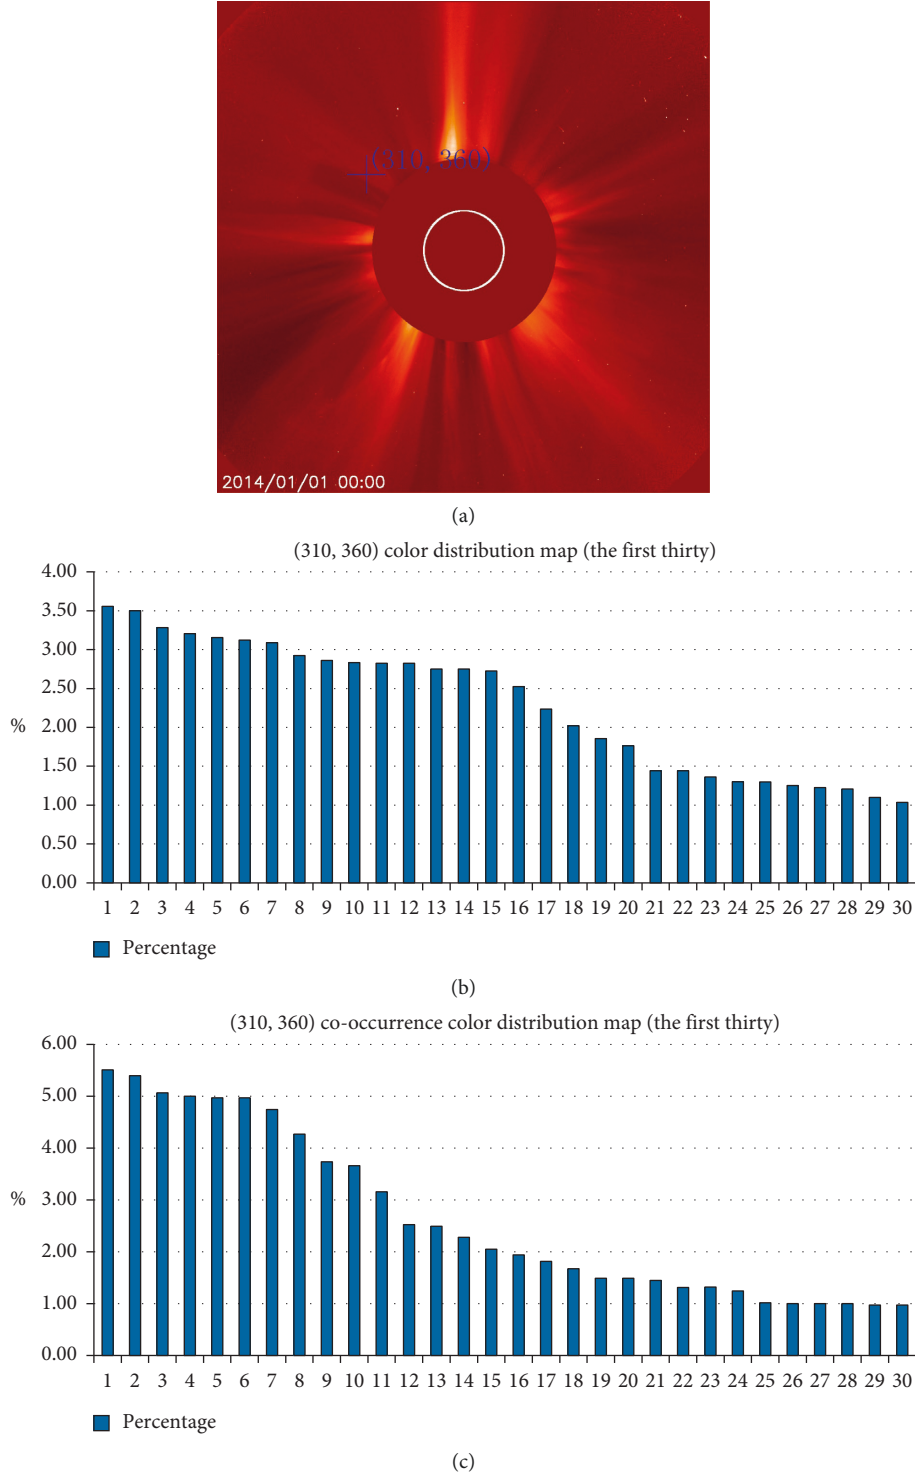 (310, 360)
2014/01/01 00:00
(a)
(310, 360) color distribution map (the first thirty)
4.00
3.50
3.00
2.50
%
2.00
1.50
1.00
0.50
0.00
1 2 3 4 5 6 7 8 9 10 11 12 13 14 15 16 17 18 19 20 21 22 23 24 25 26 27 28 29 30
Percentage
(b)
(310, 360) co-occurrence color distribution map (the first thirty)
6.00
5.00
4.00
%
3.00
2.00
1.00
0.00
1 2 3 4 5 6 7 8 9 10 11 12 13 14 15 16 17 18 19 20 21 22 23 24 25 26 27 28 29 30
Percentage
(c)